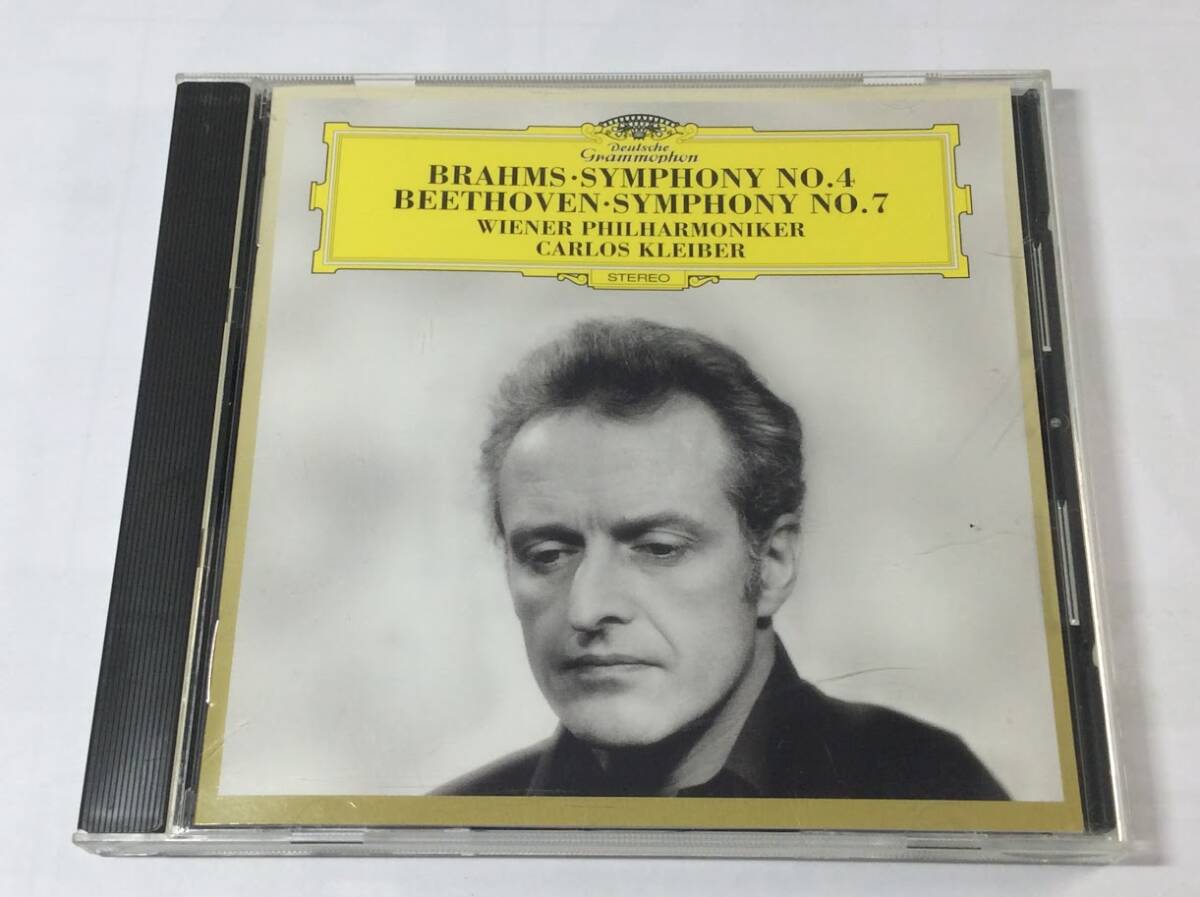 Deutsche
Grammophon
BRAHMS·SYMPHONY NO.4
BEETHOVEN·SYMPHONY NO.7
WIENER PHILHARMONIKER
CARLOS KLEIBER
STEREO